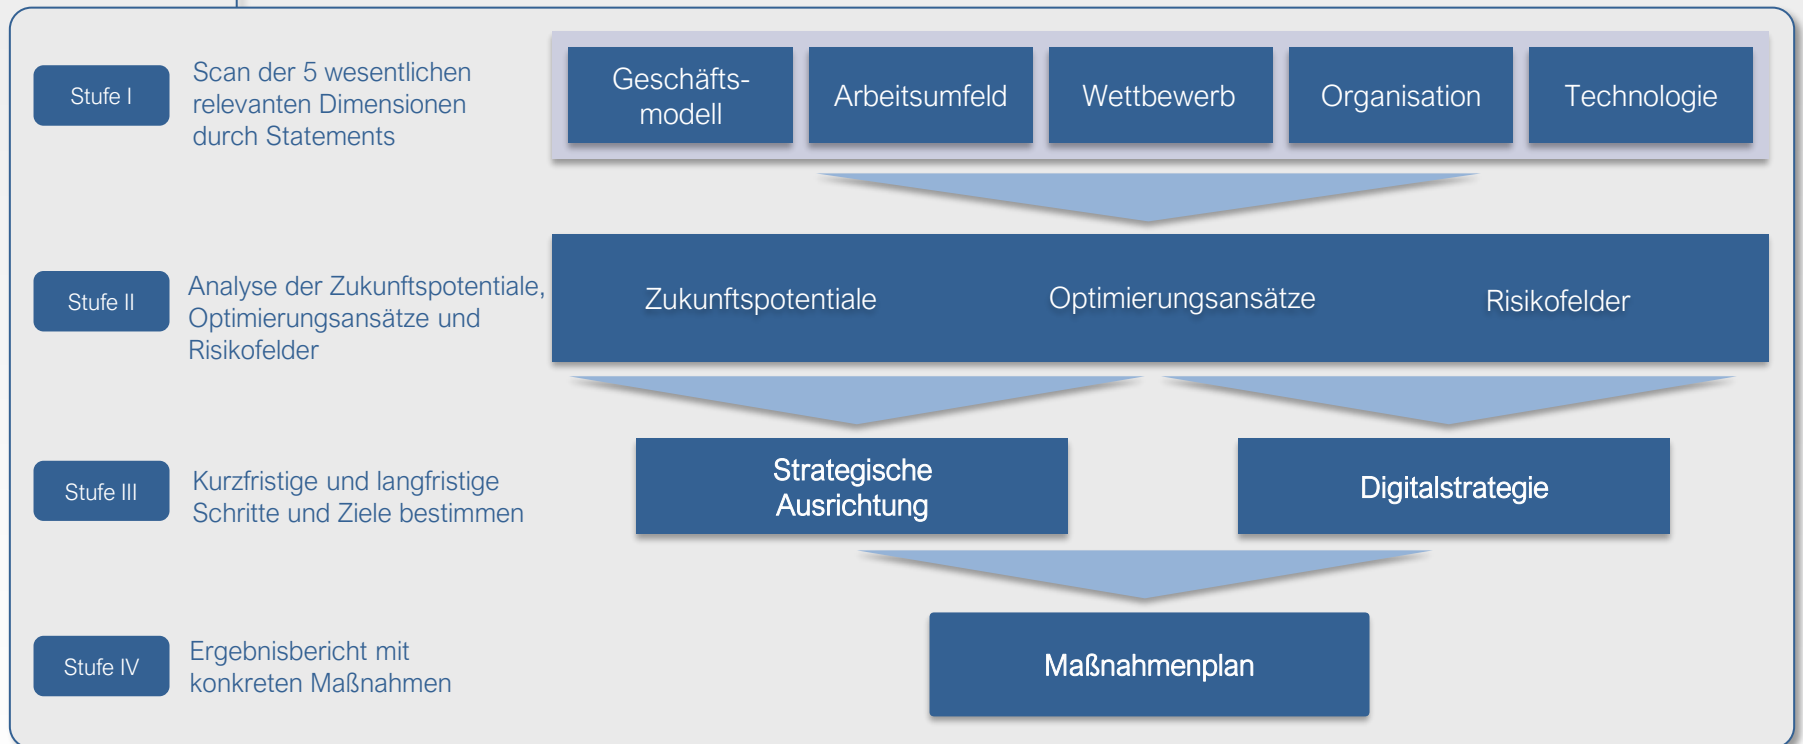 Stufe I
Scan der 5 wesentlichen
relevanten Dimensionen
durch Statements
Geschäfts-
modell
Arbeitsumfeld
Wettbewerb
Organisation
Technologie
Stufe II
Analyse der Zukunftspotentiale,
Optimierungsansätze und
Risikofelder
Zukunftspotentiale
Optimierungsansätze
Risikofelder
Stufe III
Kurzfristige und langfristige
Schritte und Ziele bestimmen
Strategische
Ausrichtung
Digitalstrategie
Stufe IV
Ergebnisbericht mit
konkreten Maßnahmen
Maßnahmenplan